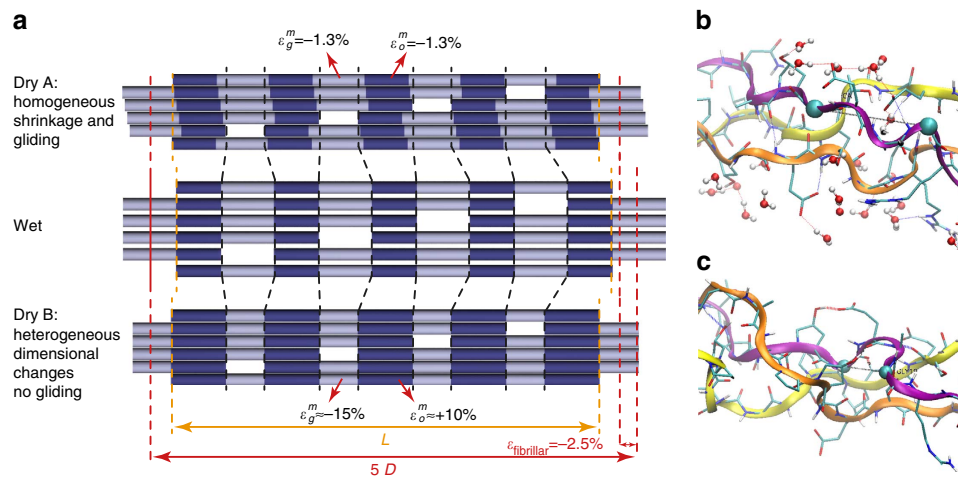 a
ε_g^m=−1.3%
ε_o^m=−1.3%
Dry A:
homogeneous
shrinkage and
gliding
Wet
Dry B:
heterogeneous
dimensional
changes
no gliding
ε_g^m≈−15%
ε_o^m≈+10%
L
ε_fibrillar=−2.5%
5 D
b
c